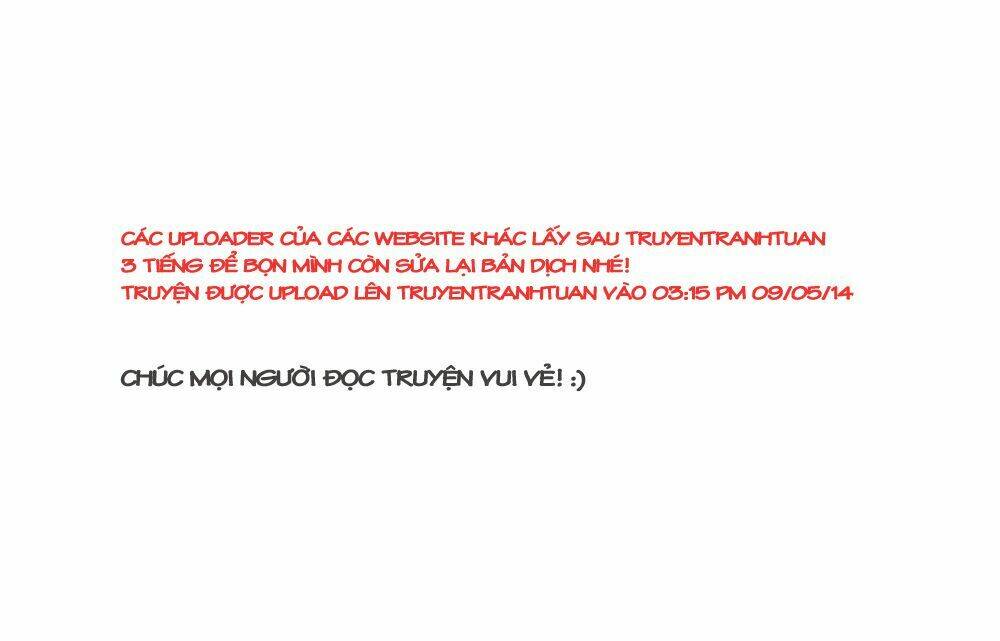 CÁC UPLOADER CỦA CÁC WEBSITE KHÁC LẤY SAU TRUYENTRANHTUAN
3 TIẾNG ĐỂ BỌN MÌNH CÒN SỬA LẠI BẢN DỊCH NHÉ!
TRUYỆN ĐƯỢC UPLOAD LÊN TRUYENTRANHTUAN VÀO 03:15 PM 09/05/14
CHÚC MỌI NGƯỜI ĐỌC TRUYỆN VUI VẺ! :)